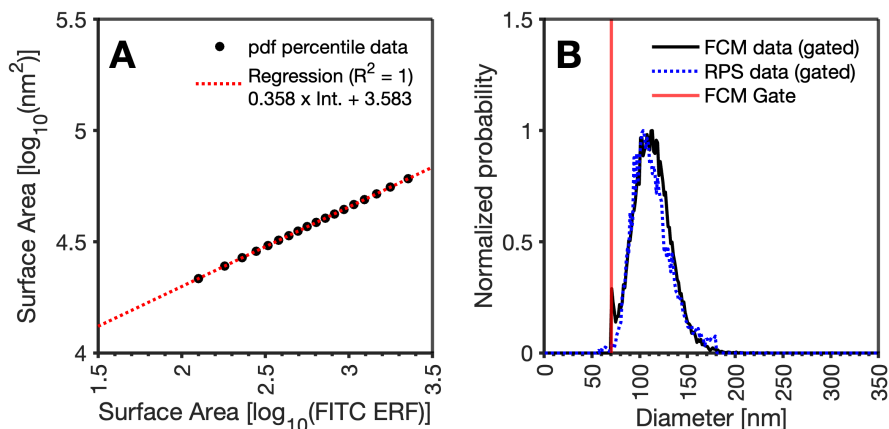 A
pdf percentile data
Regression (R² = 1)
0.358 x Int. + 3.583
5.5
5
4.5
4
Surface Area [log₁₀(nm²)]
1.5
2
2.5
3
3.5
Surface Area [log₁₀(FITC ERF)]
B
FCM data (gated)
RPS data (gated)
FCM Gate
1.5
1
0.5
0
Normalized probability
0
50
100
150
200
250
300
350
Diameter [nm]